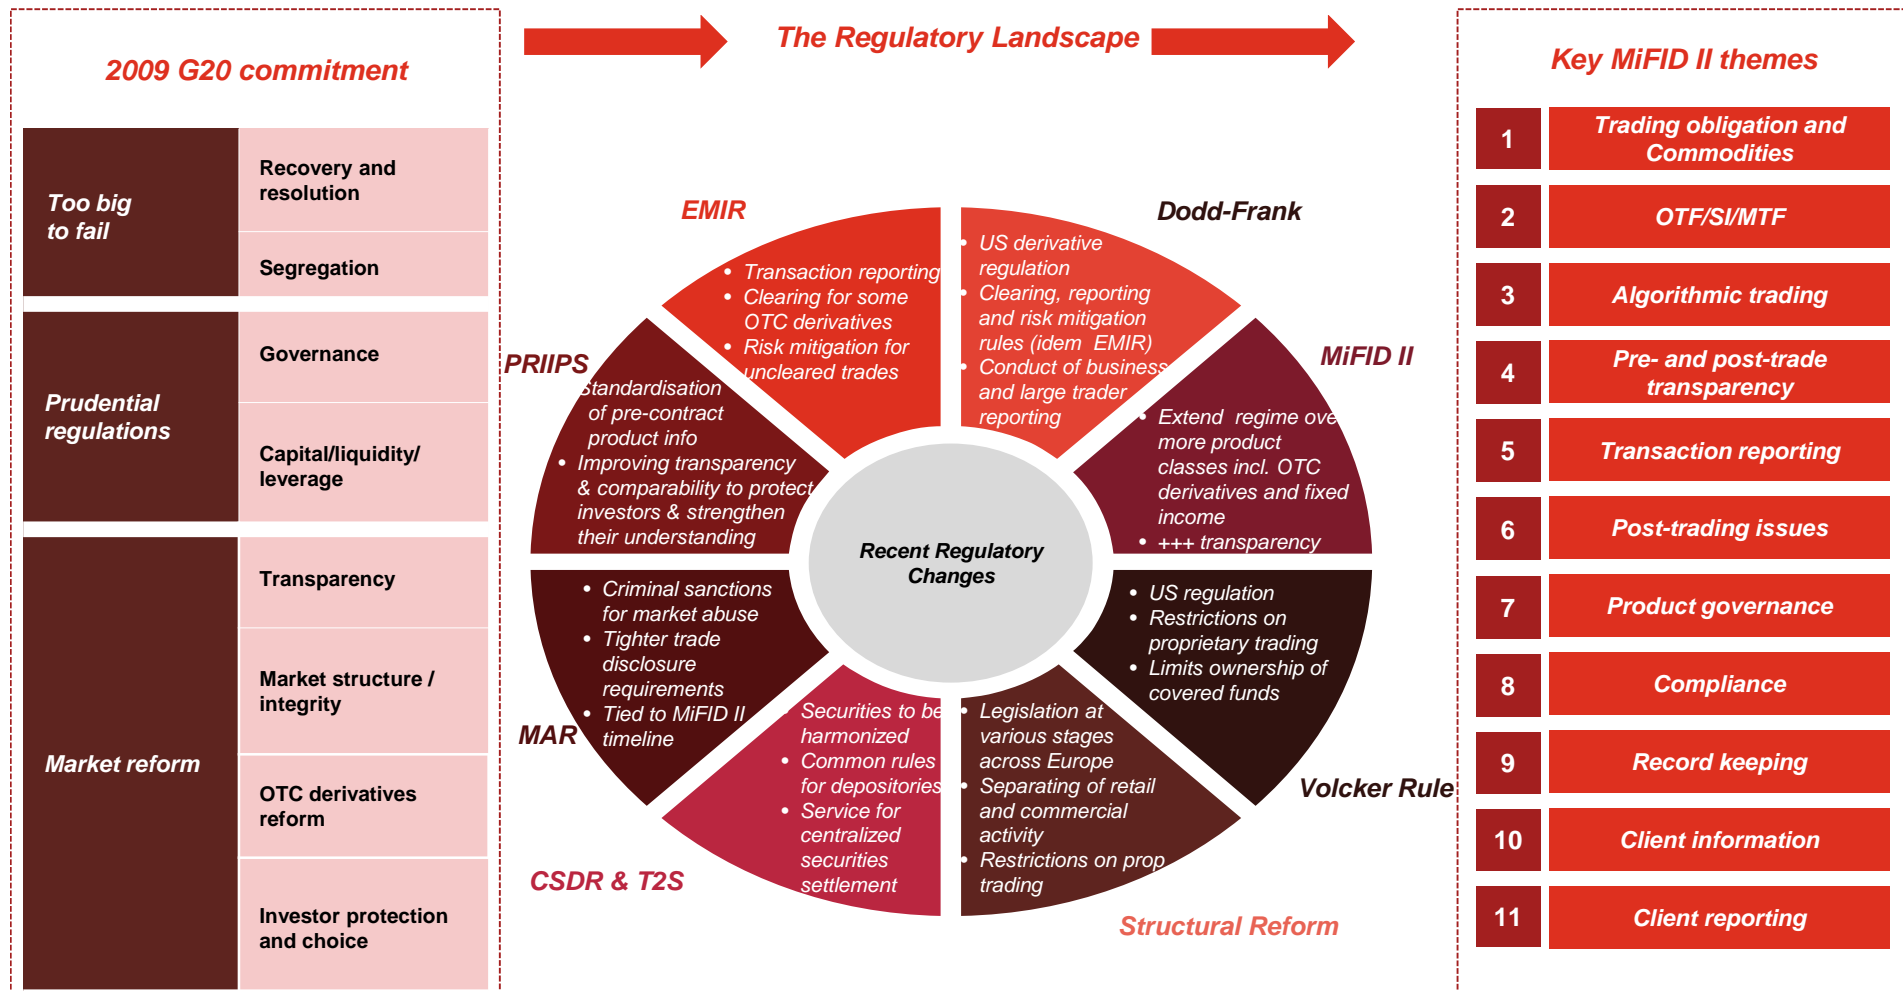 The Regulatory Landscape
2009 G20 commitment
Too big
to fail
Recovery and
resolution
Segregation
Prudential
regulations
Governance
Capital/liquidity/
leverage
Market reform
Transparency
Market structure /
integrity
OTC derivatives
reform
Investor protection
and choice
EMIR
• Transaction reporting
• Clearing for some
OTC derivatives
• Risk mitigation for
uncleared trades
Dodd-Frank
• US derivative
regulation
• Clearing, reporting
and risk mitigation
rules (idem EMIR)
• Conduct of business
and large trader
reporting
PRIIPS
Standardisation
of pre-contract
product info
• Improving transparency
& comparability to protect
investors & strengthen
their understanding
MiFID II
• Extend regime ove
more product
classes incl. OTC
derivatives and fixed
income
• +++ transparency
Recent Regulatory
Changes
MAR
• Criminal sanctions
for market abuse
• Tighter trade
disclosure
requirements
• Tied to MiFID II
timeline
• US regulation
• Restrictions on
proprietary trading
• Limits ownership of
covered funds
Volcker Rule
CSDR & T2S
• Securities to be
harmonized
• Common rules
for depositories
• Service for
centralized
securities
settlement
• Legislation at
various stages
across Europe
• Separating of retail
and commercial
activity
• Restrictions on prop
trading
Structural Reform
Key MiFID II themes
1
Trading obligation and
Commodities
2
OTF/SI/MTF
3
Algorithmic trading
4
Pre- and post-trade
transparency
5
Transaction reporting
6
Post-trading issues
7
Product governance
8
Compliance
9
Record keeping
10
Client information
11
Client reporting